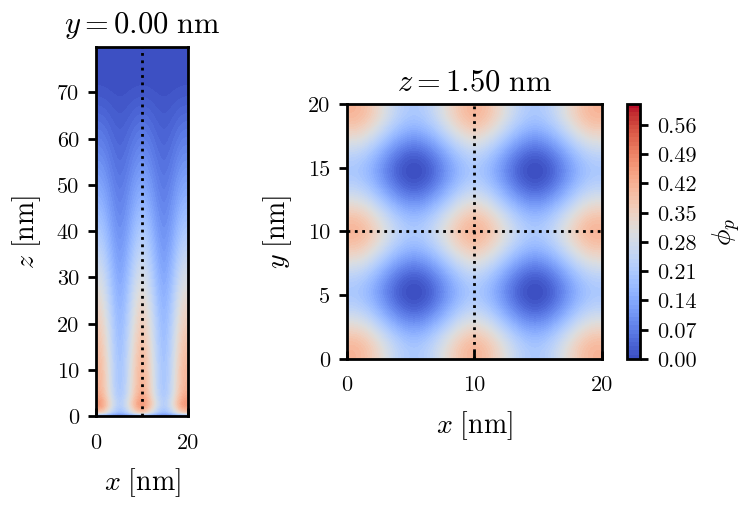 y = 0.00 nm
z [nm]
70
60
50
40
30
20
10
0
0 20
x [nm]
z = 1.50 nm
y [nm]
20
15
10
5
0
0 10 20
x [nm]
0.56
0.49
0.42
0.35
0.28
0.21
0.14
0.07
0.00
ϕp